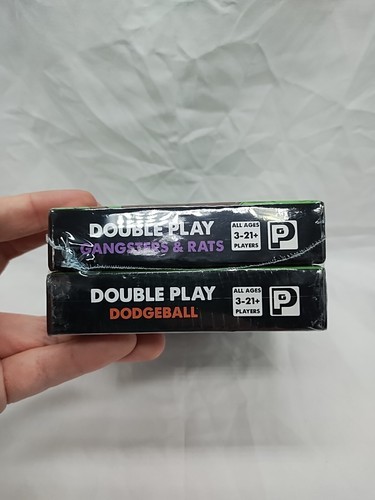 DOUBLE PLAY
GANGSTERS & RATS
ALL AGES
3-21+
PLAYERS
P
DOUBLE PLAY
DODGEBALL
ALL AGES
3-21+
PLAYERS
P